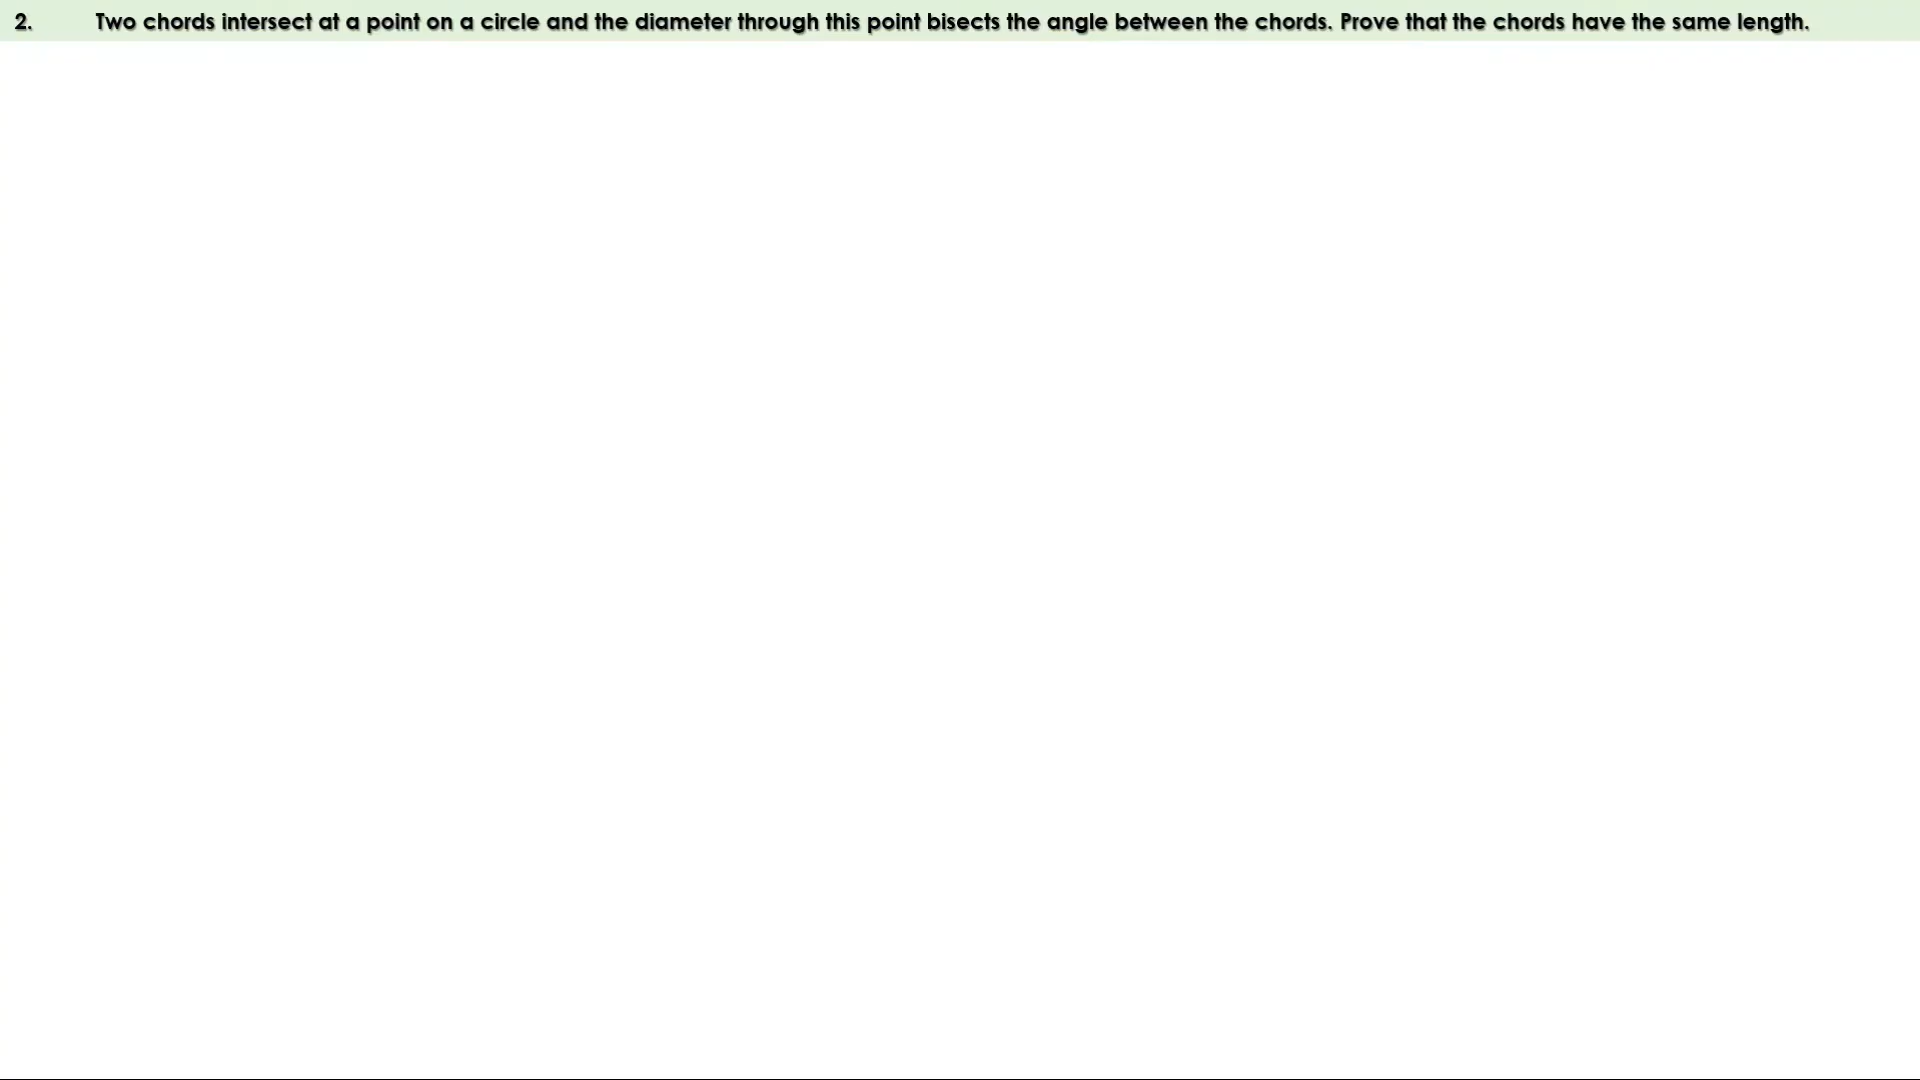 2. Two chords intersect at a point on a circle and the diameter through this point bisects the angle between the chords. Prove that the chords have the same length.